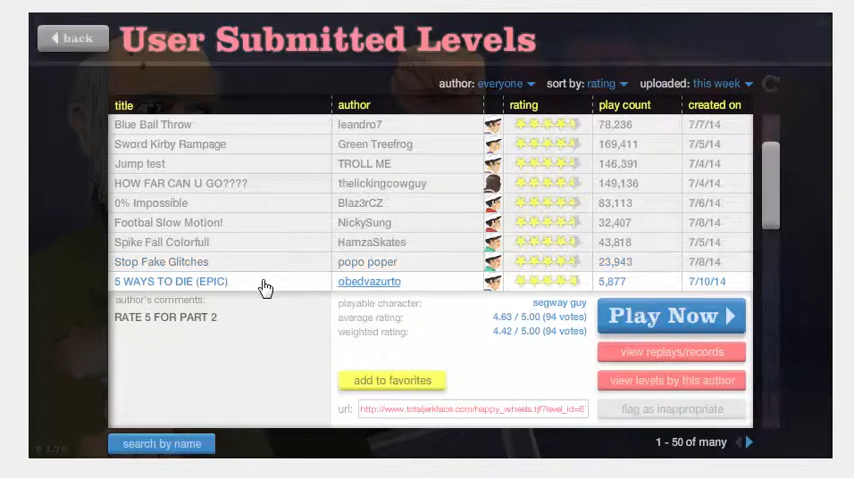 back
User Submitted Levels
author: everyone sort by: rating uploaded: this week
title author rating play count created on
Blue Ball Throw leandro7 78,236 7/7/14
Sword Kirby Rampage Green Treefrog 169,411 7/5/14
Jump test TROLL ME 146,391 7/4/14
HOW FAR CAN U GO???? thelickingcowguy 149,136 7/4/14
0% Impossible Blaz3rCZ 83,113 7/6/14
Footbal Slow Motion! NickySung 32,407 7/8/14
Spike Fall Colorfull HamzaSkates 43,818 7/5/14
Stop Fake Glitches popo poper 23,943 7/8/14
5 WAYS TO DIE (EPIC) obedvazurto 5,877 7/10/14
author's comments:
RATE 5 FOR PART 2
playable character: segway guy
average rating: 4.63 / 5.00 (94 votes)
weighted rating: 4.42 / 5.00 (94 votes)
add to favorites
url: http://www.totaljerkface.com/happy_wheels.tjf?level_id=6
Play Now
view replays/records
view levels by this author
flag as inappropriate
search by name
1 - 50 of many